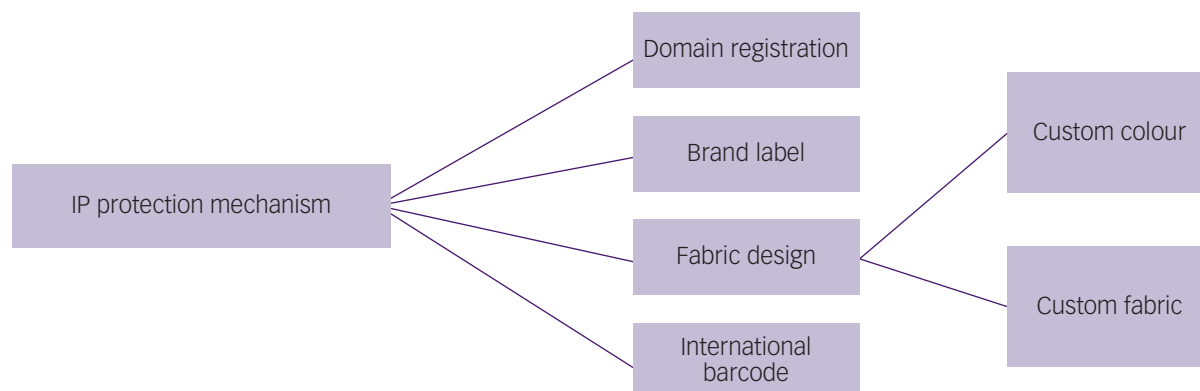 IP protection mechanism
Domain registration
Brand label
Fabric design
International
barcode
Custom colour
Custom fabric